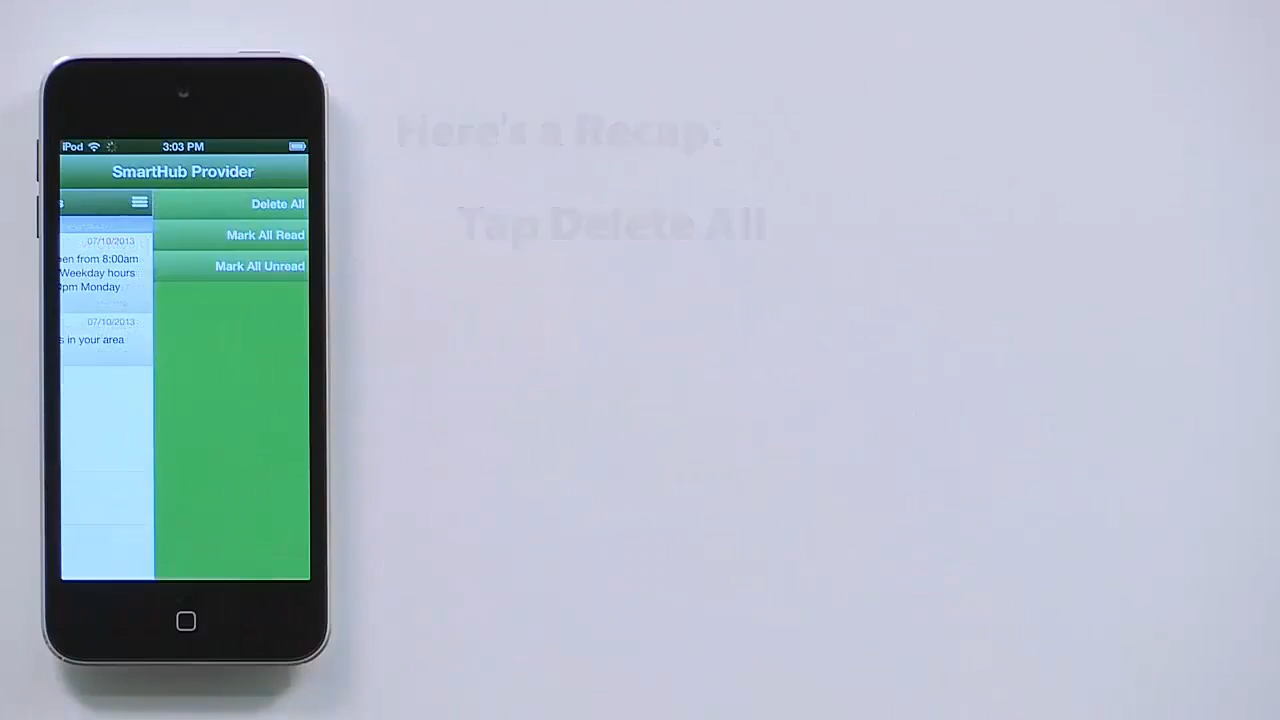 Here's a Recap:
Tap Delete All
iPod 3:03 PM
SmartHub Provider
s
Delete All
Mark All Read
Mark All Unread
07/10/2013
en from 8:00am
Weekday hours
pm Monday
07/10/2013
s in your area